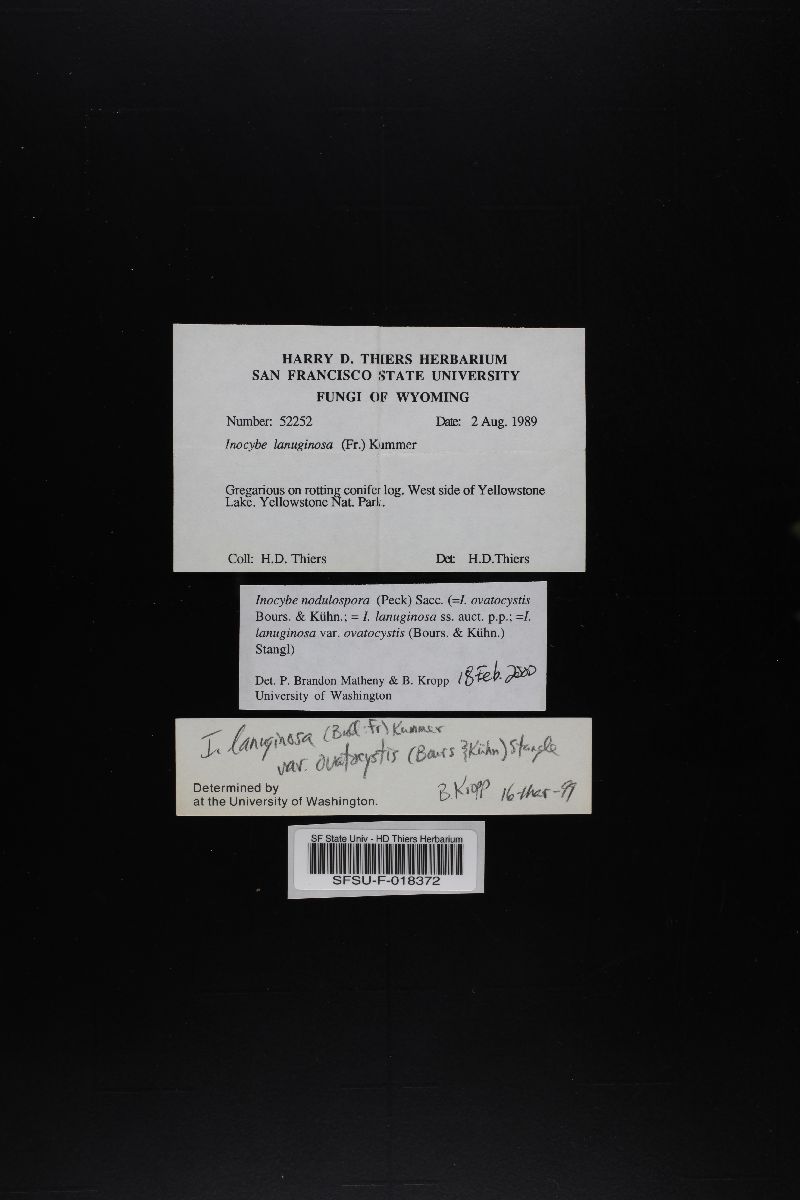 HARRY D. THIERS HERBARIUM
SAN FRANCISCO STATE UNIVERSITY
FUNGI OF WYOMING
Number: 52252 Date: 2 Aug. 1989
Inocybe lanuginosa (Fr.) Kummer
Gregarious on rotting conifer log. West side of Yellowstone
Lake. Yellowstone Nat. Park.
Coll: H.D. Thiers Det: H.D.Thiers
Inocybe nodulospora (Peck) Sacc. (=I. ovatocystis
Bours. & Kühn.; = I. lanuginosa ss. auct. p.p.; =I.
lanuginosa var. ovatocystis (Bours. & Kühn.)
Stangl)
Det. P. Brandon Matheny & B. Kropp 18 Feb. 2000
University of Washington
I. lanuginosa (Bull:Fr) Kummer
var. ovatocystis (Bours & Kühn) Stangle
Determined by
at the University of Washington.
B. Kropp 16-Mar-99
SF State Univ - HD Thiers Herbarium
SFSU-F-018372